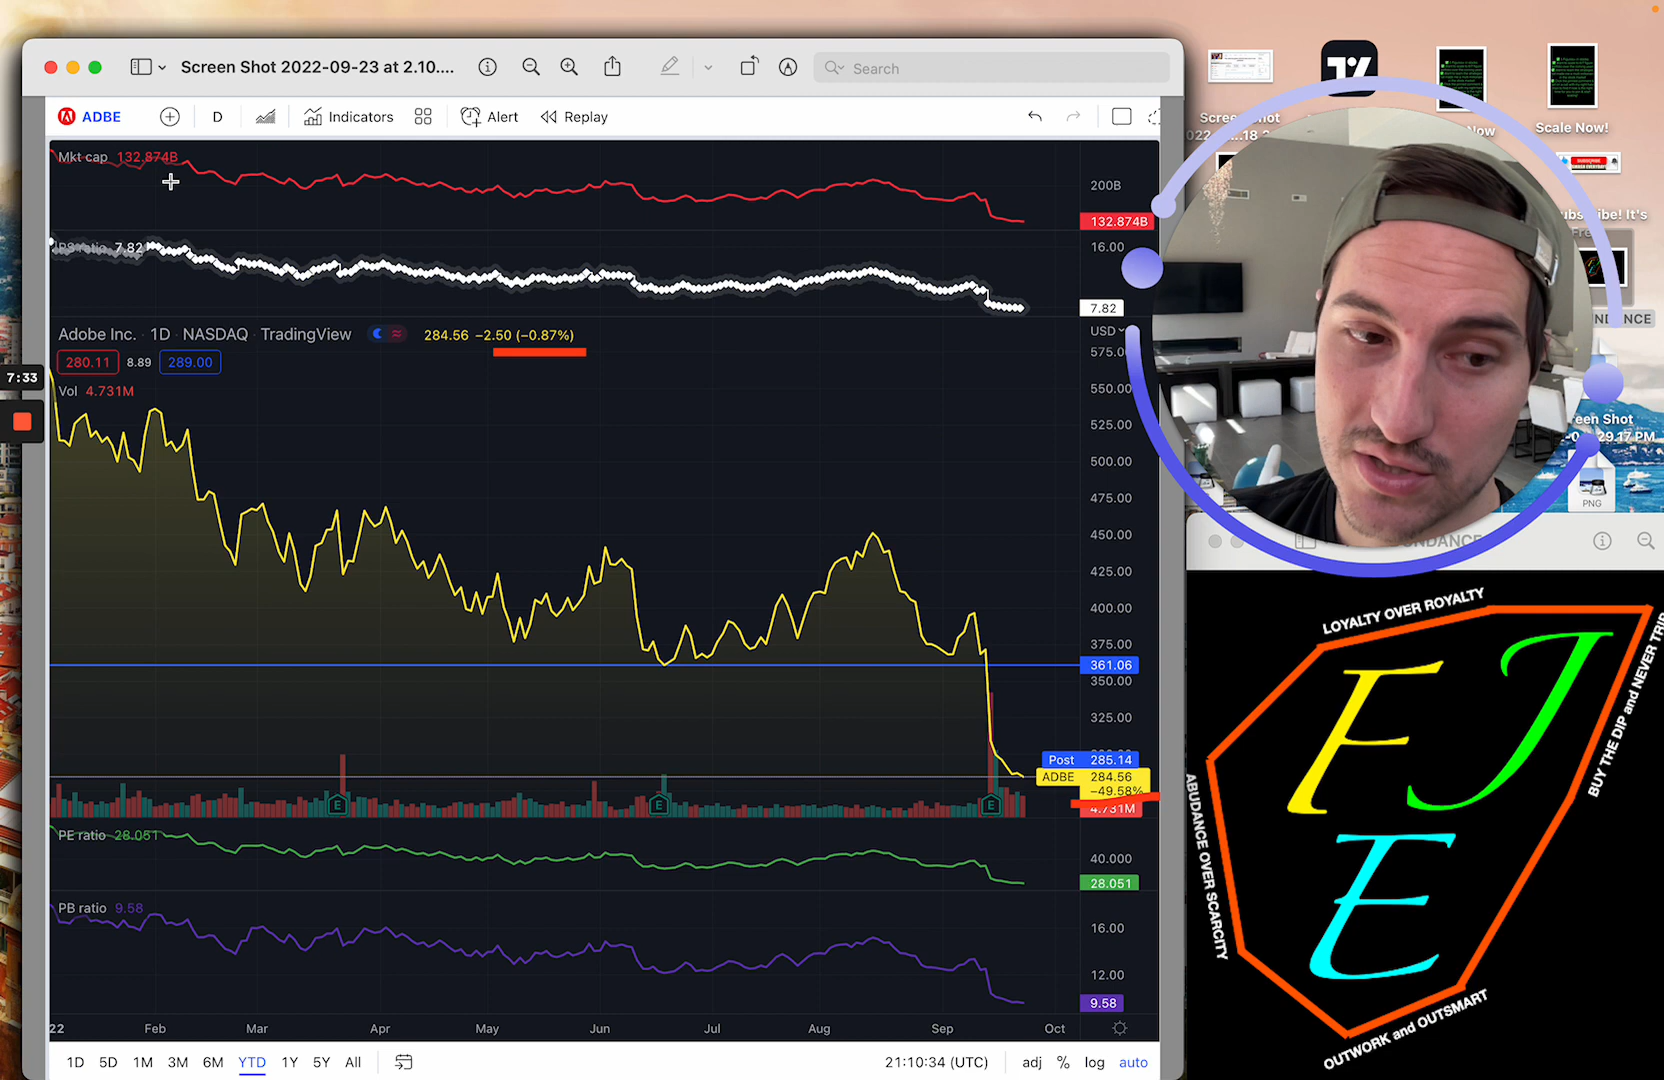 Screen Shot 2022-09-23 at 2.10....
Search
ADBE
D
Indicators
Alert
Replay
Mkt cap 132.874B
200B
132.874B
PS ratio 7.82
16.00
7.82
Adobe Inc. · 1D · NASDAQ · TradingView
284.56 −2.50 (−0.87%)
USD
280.11 8.89 289.00
Vol 4.731M
7:33
575.00
550.00
525.00
500.00
475.00
450.00
425.00
400.00
375.00
361.06
350.00
325.00
Post 285.14
ADBE 284.56
−49.58%
4.731M
E
E
E
PE ratio 28.051
40.000
28.051
PB ratio 9.58
16.00
12.00
9.58
22 Feb Mar Apr May Jun Jul Aug Sep Oct
1D 5D 1M 3M 6M YTD 1Y 5Y All
21:10:34 (UTC)
adj % log auto
Scale Now!
PNG
LOYALTY OVER ROYALTY
BUY THE DIP and NEVER TRIP
ABUDANCE OVER SCARCITY
OUTWORK and OUTSMART
F J
E